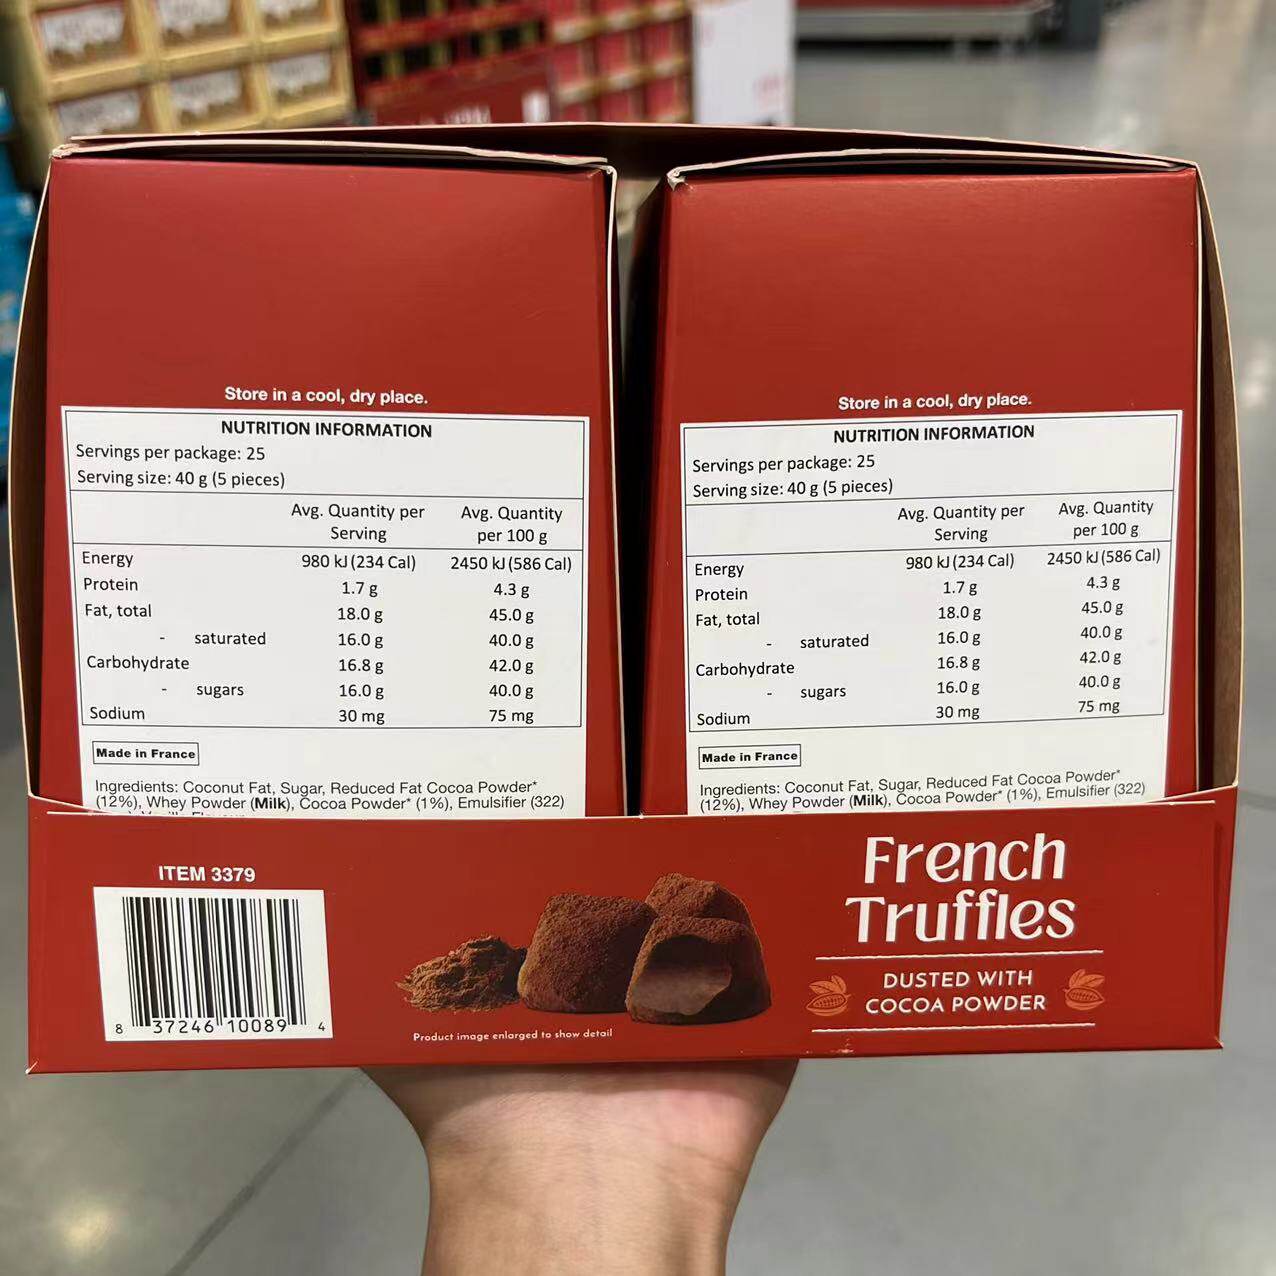 Store in a cool, dry place.
NUTRITION INFORMATION
Servings per package: 25
Serving size: 40 g (5 pieces)
Avg. Quantity per Serving Avg. Quantity per 100 g
Energy 980 kJ (234 Cal) 2450 kJ (586 Cal)
Protein 1.7 g 4.3 g
Fat, total 18.0 g 45.0 g
- saturated 16.0 g 40.0 g
Carbohydrate 16.8 g 42.0 g
- sugars 16.0 g 40.0 g
Sodium 30 mg 75 mg
Made in France
Ingredients: Coconut Fat, Sugar, Reduced Fat Cocoa Powder*
(12%), Whey Powder (Milk), Cocoa Powder* (1%), Emulsifier (322)
Store in a cool, dry place.
NUTRITION INFORMATION
Servings per package: 25
Serving size: 40 g (5 pieces)
Avg. Quantity per Serving Avg. Quantity per 100 g
Energy 980 kJ (234 Cal) 2450 kJ (586 Cal)
Protein 1.7 g 4.3 g
Fat, total 18.0 g 45.0 g
- saturated 16.0 g 40.0 g
Carbohydrate 16.8 g 42.0 g
- sugars 16.0 g 40.0 g
Sodium 30 mg 75 mg
Made in France
Ingredients: Coconut Fat, Sugar, Reduced Fat Cocoa Powder*
(12%), Whey Powder (Milk), Cocoa Powder* (1%), Emulsifier (322)
ITEM 3379
8 37246 10089 4
Product image enlarged to show detail
French
Truffles
DUSTED WITH
COCOA POWDER